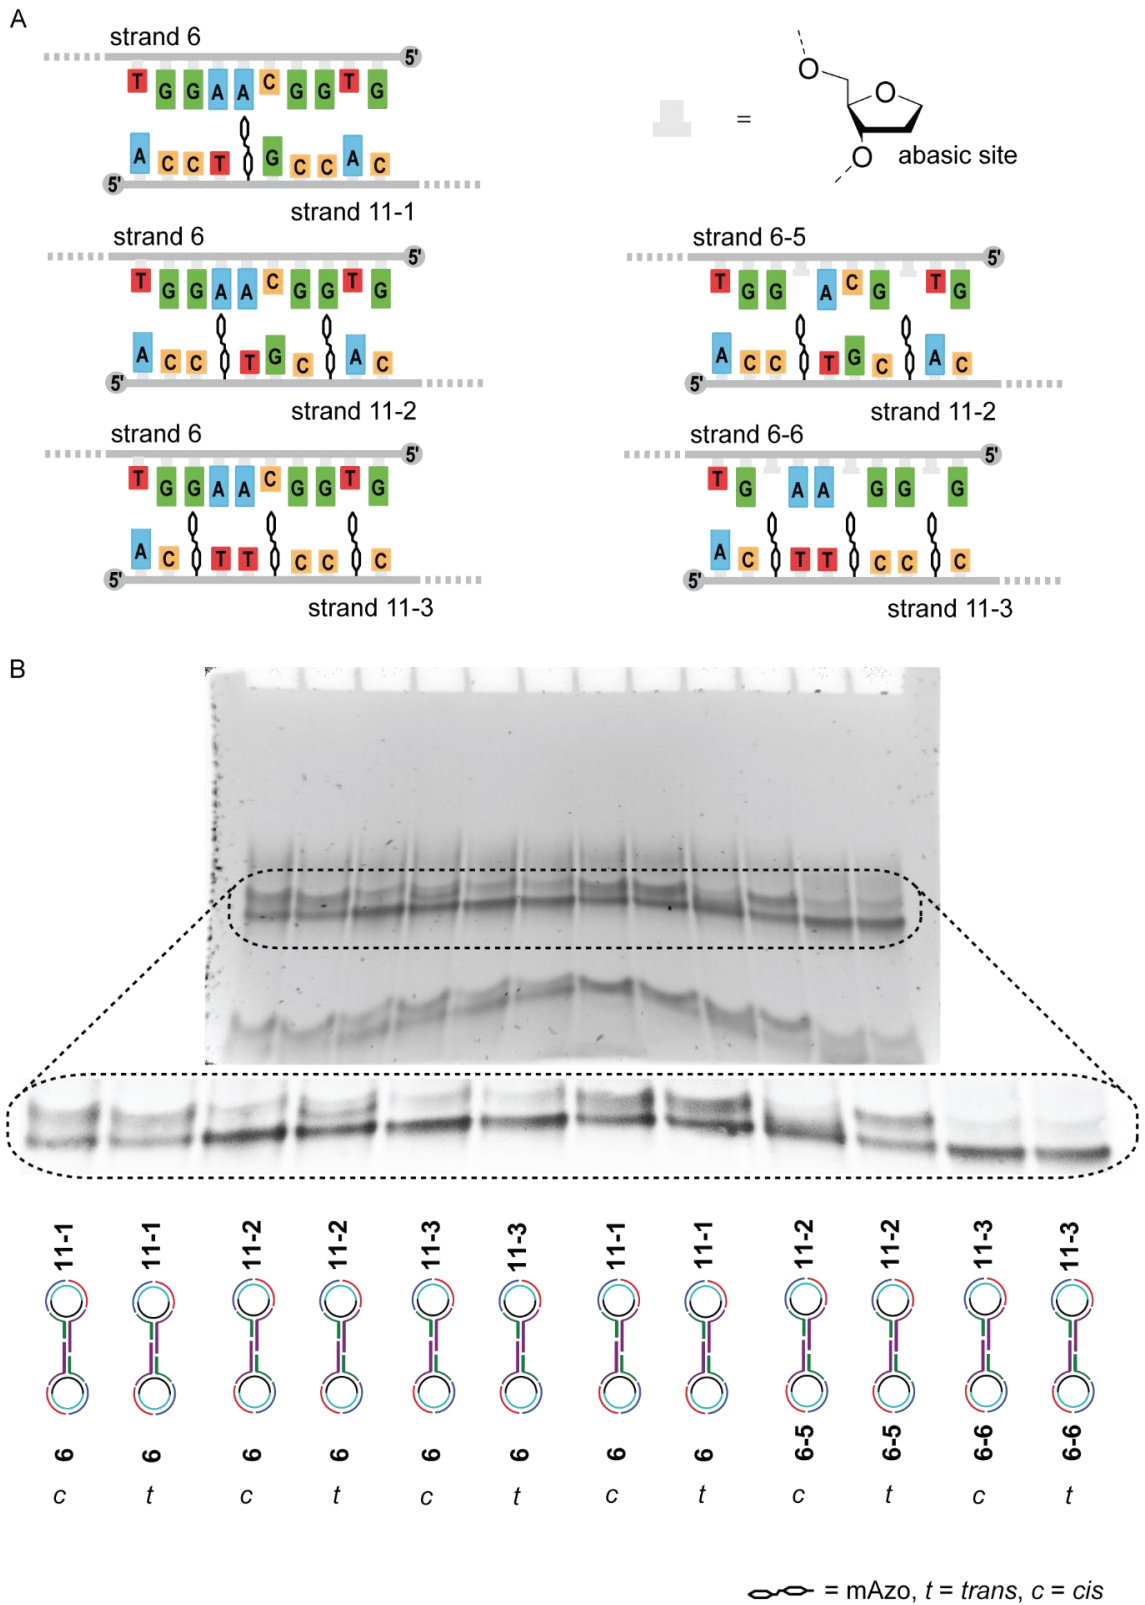 A
strand 6
5'
T G G A A C G G T G
A C C T G C C A C
5'
strand 11-1
= abasic site
O O O
strand 6
5'
T G G A A C G G T G
A C C T G C A C
5'
strand 11-2
strand 6-5
5'
T G G A C G T G
A C C T G C A C
5'
strand 11-2
strand 6
5'
T G G A A C G G T G
A C T T C C C
5'
strand 11-3
strand 6-6
5'
T G A A G G G
A C T T C C C
5'
strand 11-3
B
11-1 11-1 11-2 11-2 11-3 11-3 11-1 11-1 11-2 11-2 11-3 11-3
6 6 6 6 6 6 6 6 6-5 6-5 6-6 6-6
c t c t c t c t c t c t
= mAzo, t = trans, c = cis